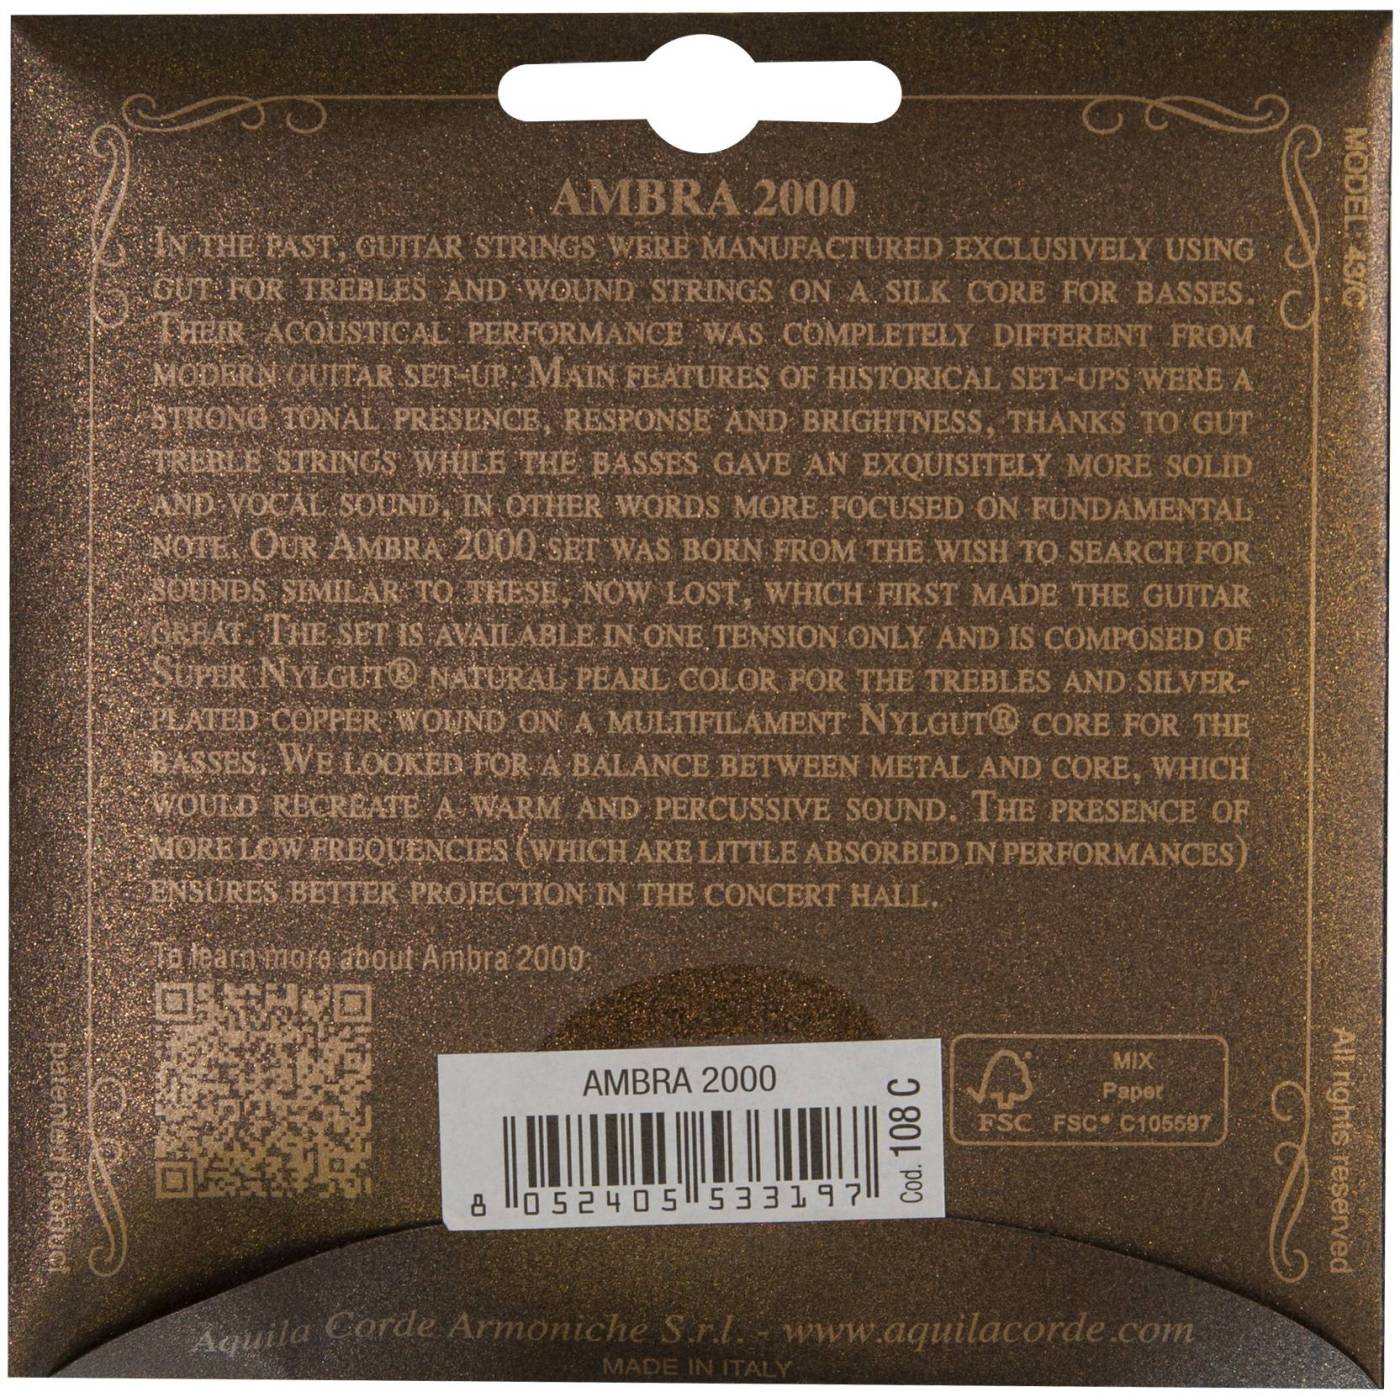 AMBRA 2000
IN THE PAST, GUITAR STRINGS WERE MANUFACTURED EXCLUSIVELY USING
GUT FOR TREBLES AND WOUND STRINGS ON A SILK CORE FOR BASSES.
THEIR ACOUSTICAL PERFORMANCE WAS COMPLETELY DIFFERENT FROM
MODERN GUITAR SET-UP. MAIN FEATURES OF HISTORICAL SET-UPS WERE A
STRONG TONAL PRESENCE, RESPONSE AND BRIGHTNESS, THANKS TO GUT
TREBLE STRINGS WHILE THE BASSES GAVE AN EXQUISITELY MORE SOLID
AND VOCAL SOUND, IN OTHER WORDS MORE FOCUSED ON FUNDAMENTAL
NOTE. OUR AMBRA 2000 SET WAS BORN FROM THE WISH TO SEARCH FOR
SOUNDS SIMILAR TO THESE, NOW LOST, WHICH FIRST MADE THE GUITAR
GREAT. THE SET IS AVAILABLE IN ONE TENSION ONLY AND IS COMPOSED OF
SUPER NYLGUT® NATURAL PEARL COLOR FOR THE TREBLES AND SILVER-
PLATED COPPER WOUND ON A MULTIFILAMENT NYLGUT® CORE FOR THE
BASSES. WE LOOKED FOR A BALANCE BETWEEN METAL AND CORE, WHICH
WOULD RECREATE A WARM AND PERCUSSIVE SOUND. THE PRESENCE OF
MORE LOW FREQUENCIES (WHICH ARE LITTLE ABSORBED IN PERFORMANCES)
ENSURES BETTER PROJECTION IN THE CONCERT HALL.
MODEL 43/C
To learn more about Ambra 2000:
patented product
AMBRA 2000
8 052405 533197
Cod. 108 C
FSC®
MIX
Paper
FSC® C105597
All rights reserved
Aquila Corde Armoniche S.r.l. - www.aquilacorde.com
MADE IN ITALY